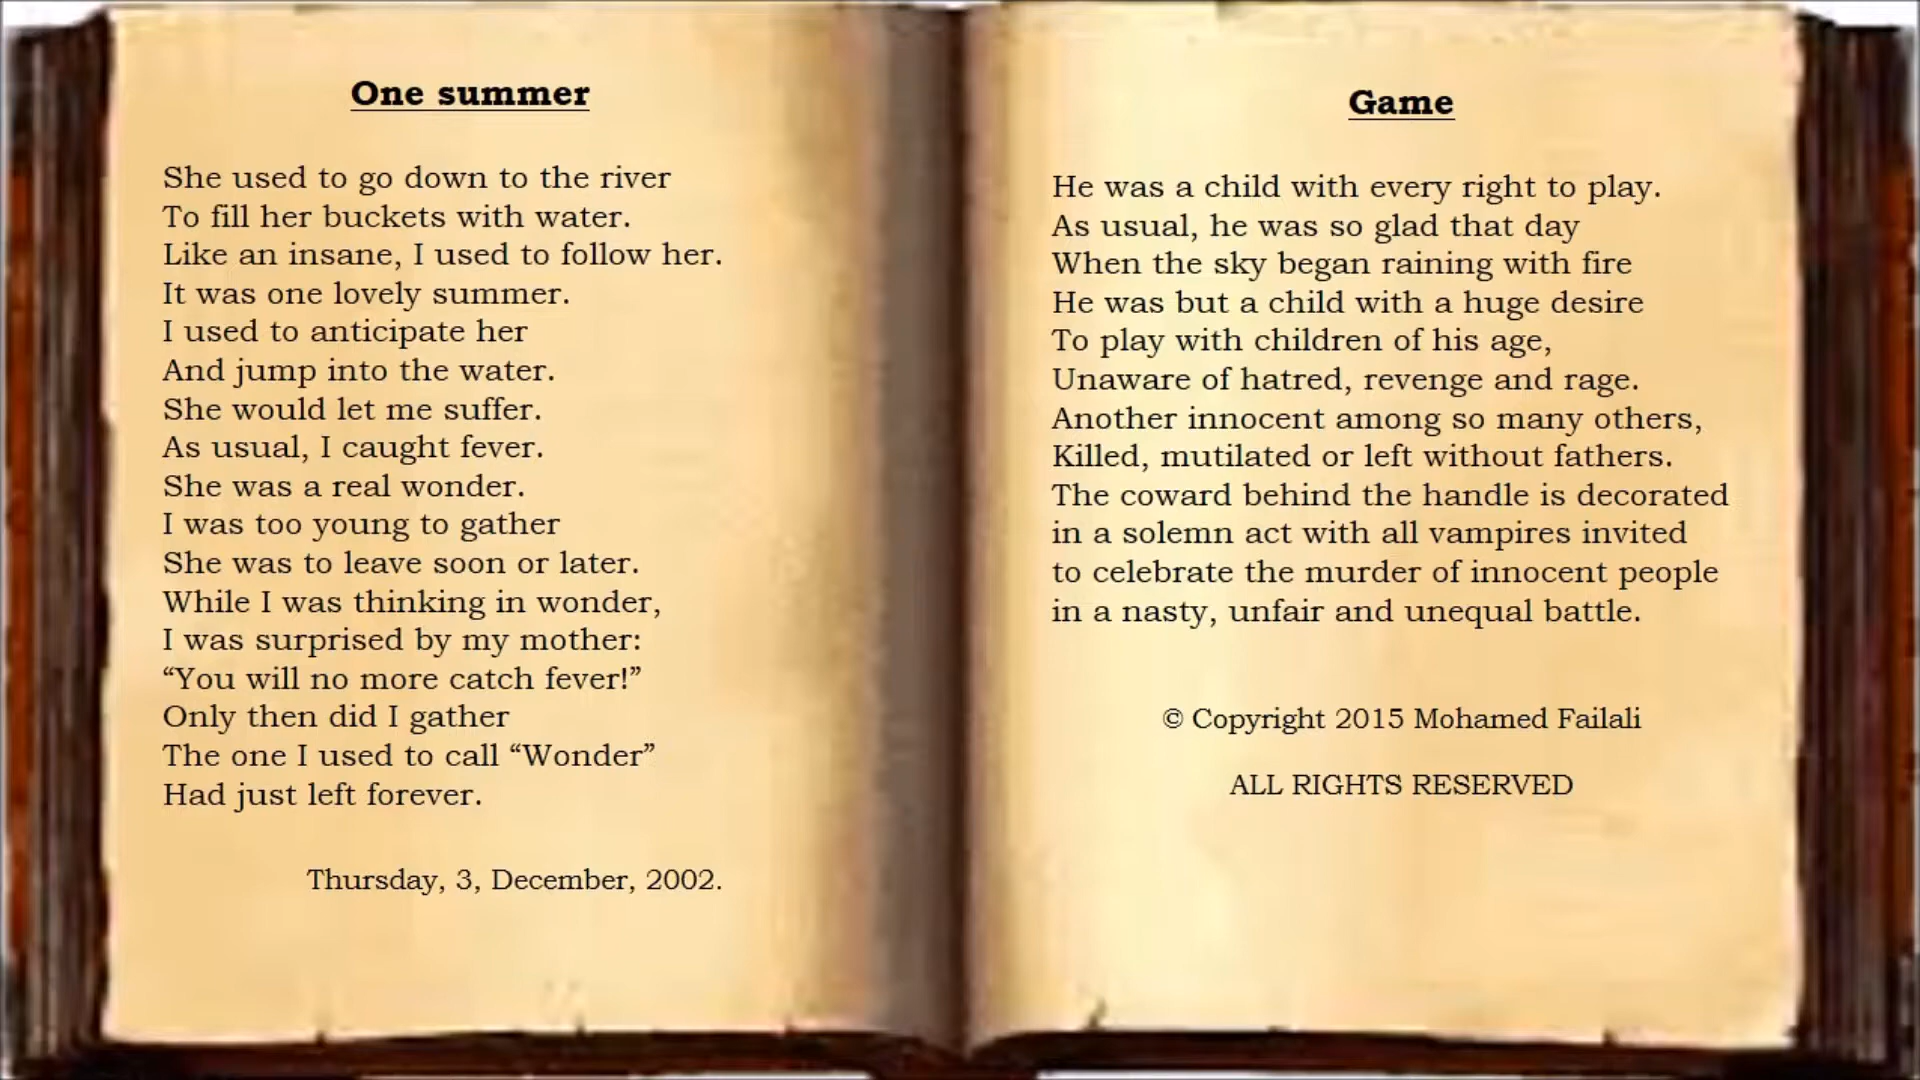 One summer
She used to go down to the river
To fill her buckets with water.
Like an insane, I used to follow her.
It was one lovely summer.
I used to anticipate her
And jump into the water.
She would let me suffer.
As usual, I caught fever.
She was a real wonder.
I was too young to gather
She was to leave soon or later.
While I was thinking in wonder,
I was surprised by my mother:
“You will no more catch fever!”
Only then did I gather
The one I used to call “Wonder”
Had just left forever.
Thursday, 3, December, 2002.
Game
He was a child with every right to play.
As usual, he was so glad that day
When the sky began raining with fire
He was but a child with a huge desire
To play with children of his age,
Unaware of hatred, revenge and rage.
Another innocent among so many others,
Killed, mutilated or left without fathers.
The coward behind the handle is decorated
in a solemn act with all vampires invited
to celebrate the murder of innocent people
in a nasty, unfair and unequal battle.
© Copyright 2015 Mohamed Failali
ALL RIGHTS RESERVED